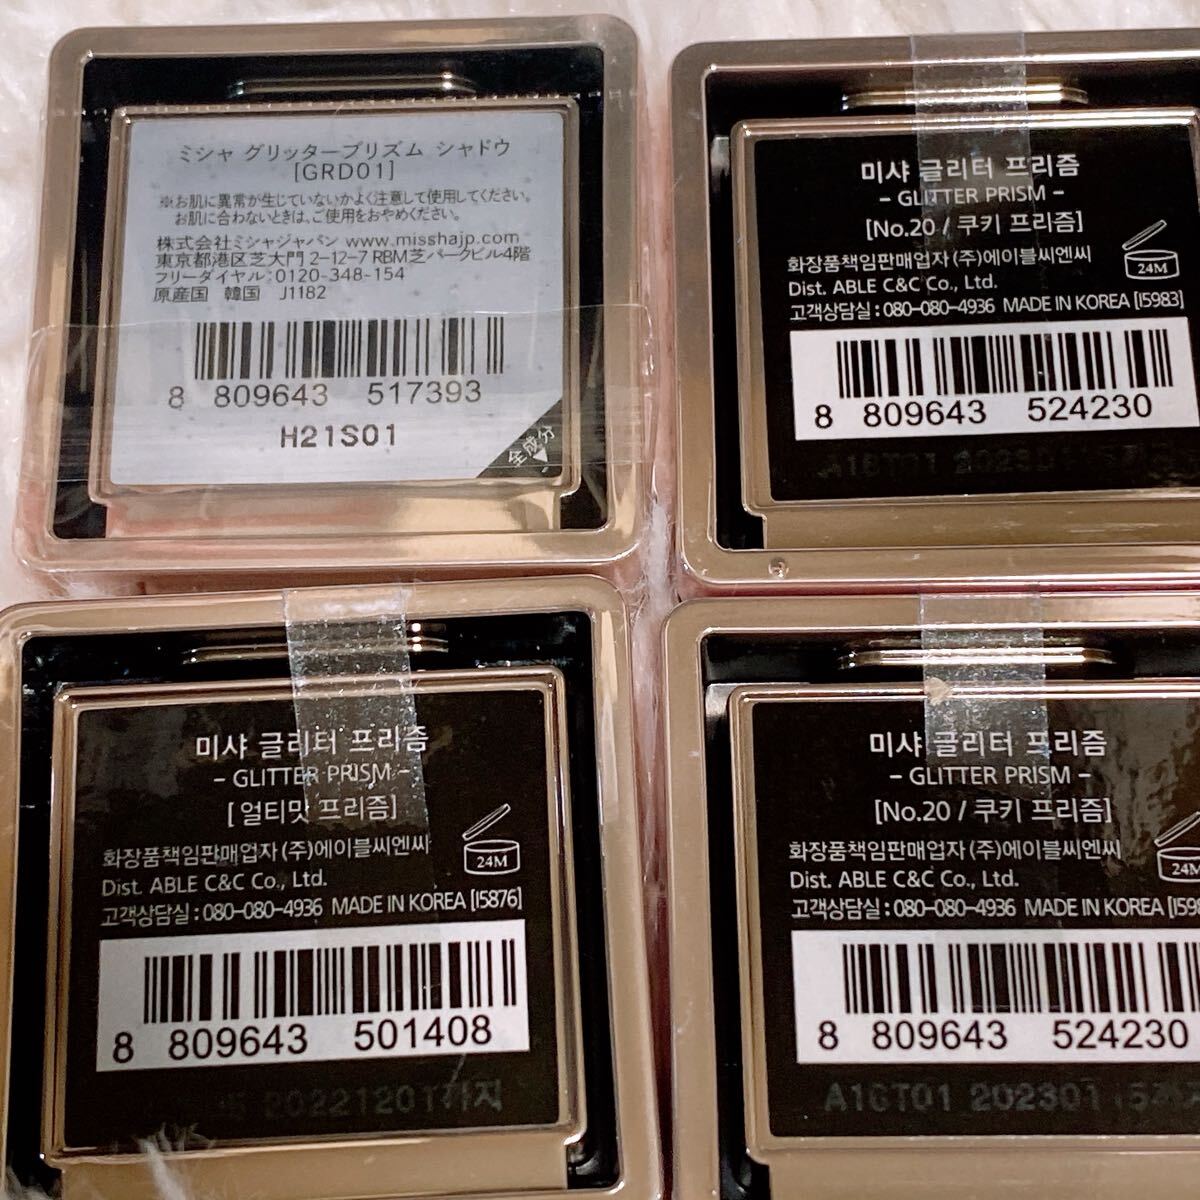 ミシャ グリッタープリズム シャドウ
[GRD01]
※お肌に異常が生じていないかよく注意して使用してください。
お肌に合わないときは、ご使用をおやめください。
株式会社ミシャジャパン www.misshajp.com
東京都港区芝大門 2-12-7 RBM芝パークビル4階
フリーダイヤル:0120-348-154
原産国 韓国 J1182
8 809643 517393
H21S01
全成分
미샤 글리터 프리즘
- GLITTER PRISM -
[No.20 / 쿠키 프리즘]
화장품책임판매업자 (주)에이블씨엔씨
Dist. ABLE C&C Co., Ltd.
24M
고객상담실 : 080-080-4936 MADE IN KOREA [I5983]
8 809643 524230
미샤 글리터 프리즘
- GLITTER PRISM -
[얼티맛 프리즘]
화장품책임판매업자 (주)에이블씨엔씨
Dist. ABLE C&C Co., Ltd.
24M
고객상담실 : 080-080-4936 MADE IN KOREA [I5876]
8 809643 501408
20221201까지
미샤 글리터 프리즘
- GLITTER PRISM -
[No.20 / 쿠키 프리즘]
화장품책임판매업자 (주)에이블씨엔씨
Dist. ABLE C&C Co., Ltd.
24M
고객상담실 : 080-080-4936 MADE IN KOREA
8 809643 524230